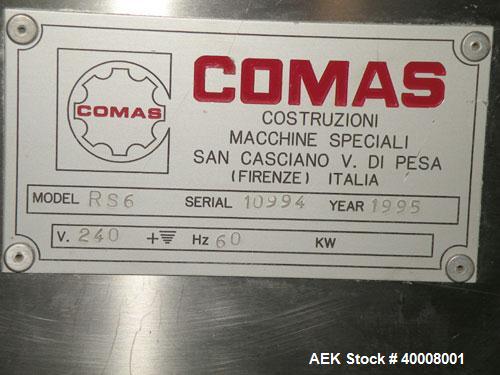 COMAS
COMAS
COSTRUZIONI
MACCHINE SPECIALI
SAN CASCIANO V. DI PESA
(FIRENZE) ITALIA
MODEL RS6 SERIAL 10994 YEAR 1995
V. 240 + Hz 60 KW
AEK Stock # 40008001